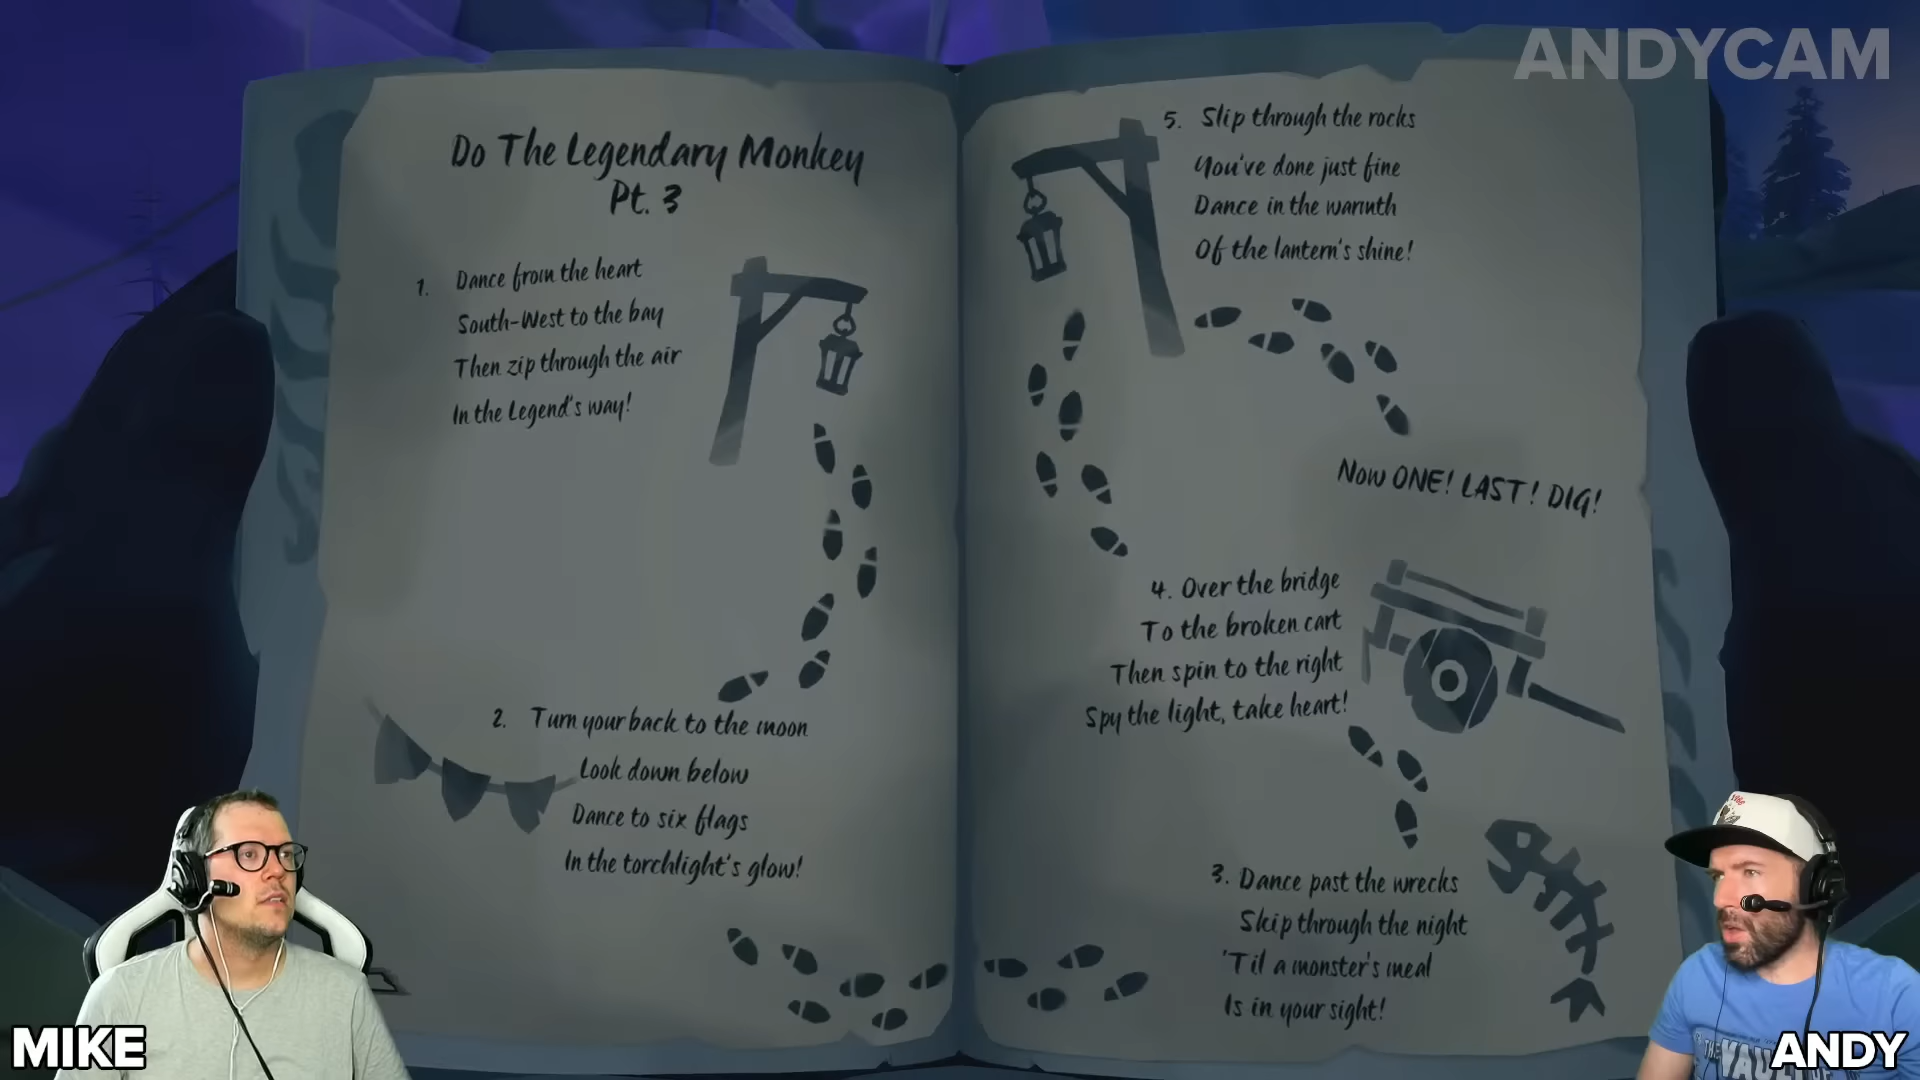 ANDYCAM
Do The Legendary Monkey
Pt. 3
1. Dance from the heart
South-West to the bay
Then zip through the air
In the Legend's way!
2. Turn your back to the moon
Look down below
Dance to six flags
In the torchlight's glow!
3. Dance past the wrecks
Skip through the night
'Til a monster's meal
Is in your sight!
4. Over the bridge
To the broken cart
Then spin to the right
Spy the light, take heart!
5. Slip through the rocks
You've done just fine
Dance in the warmth
Of the lantern's shine!
Now ONE! LAST! DIG!
MIKE
ANDY
THE
VAUL